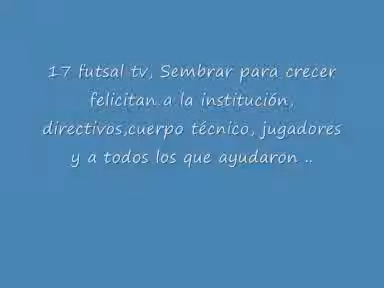 17 futsal tv, Sembrar para crecer
felicitan a la institución,
directivos,cuerpo técnico, jugadores
y a todos los que ayudaron ..